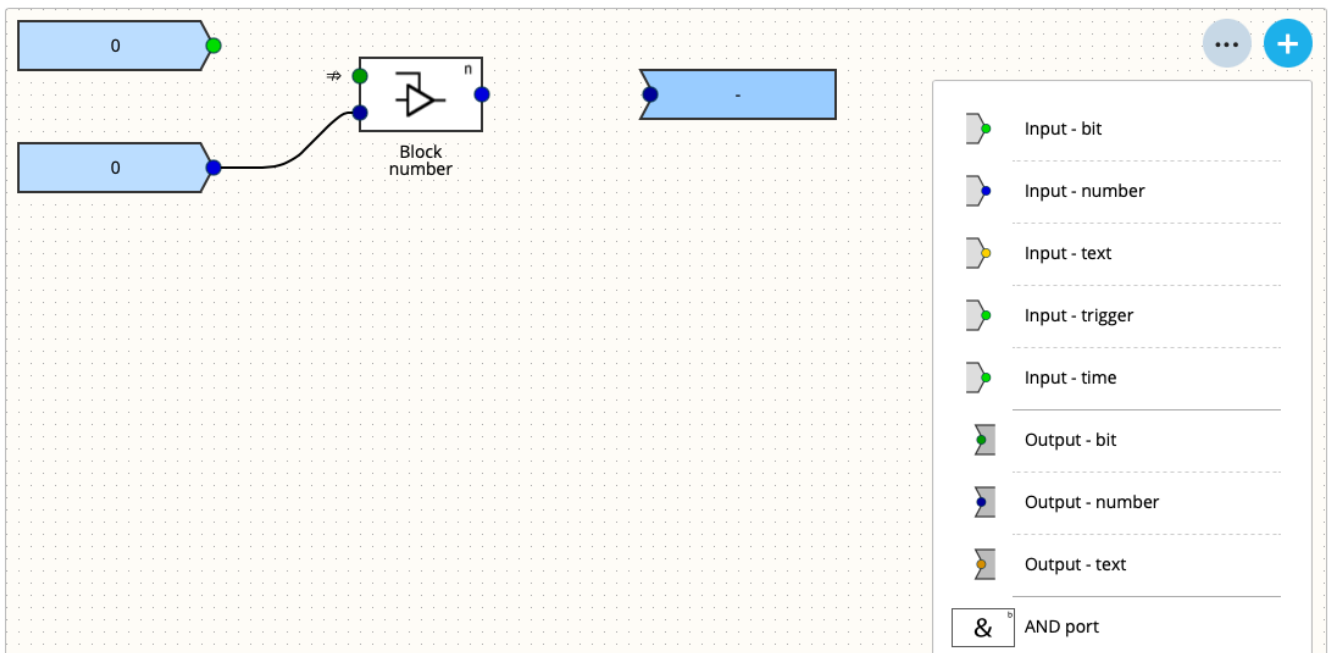 0
n
-
Block
number
0
Input - bit
Input - number
Input - text
Input - trigger
Input - time
Output - bit
Output - number
Output - text
& b AND port